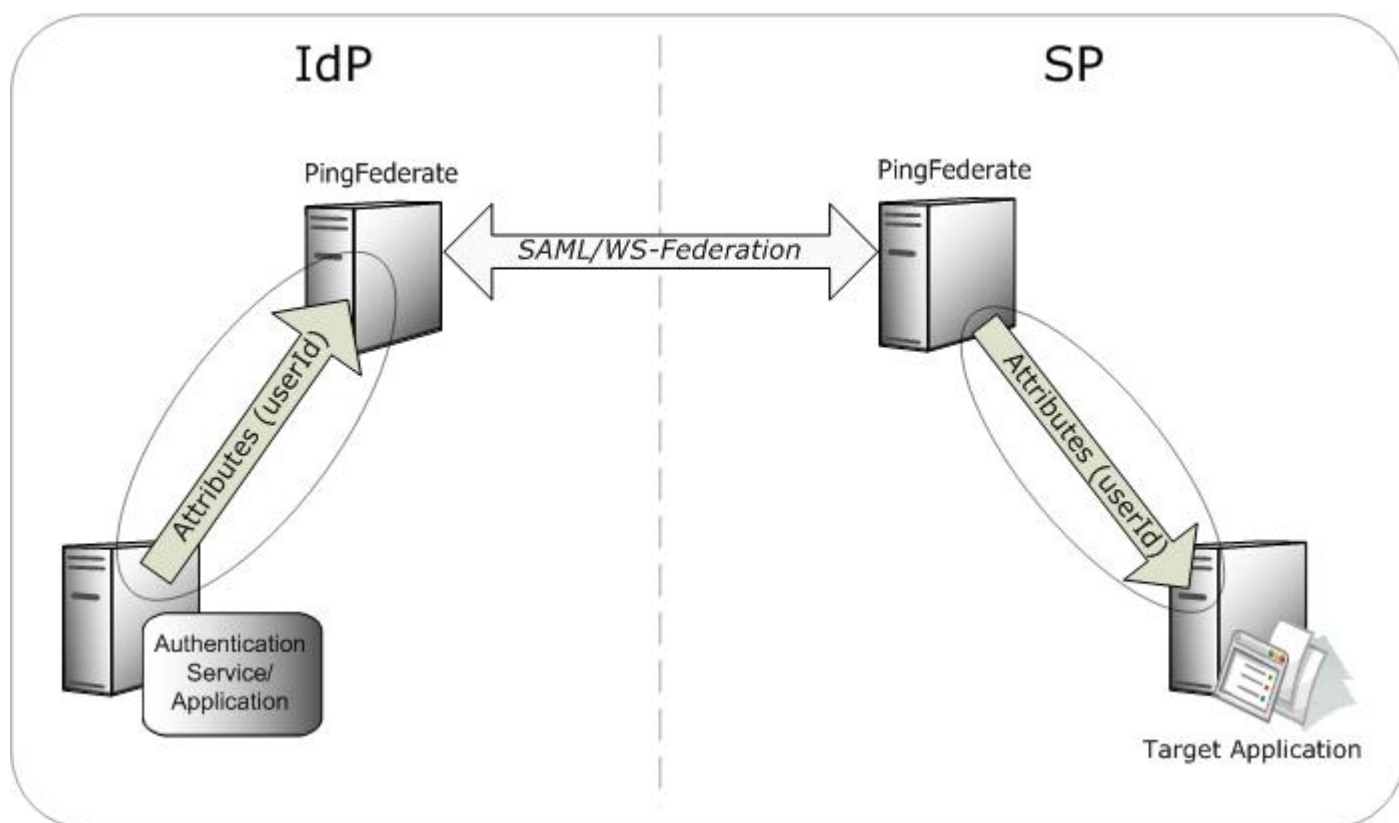 IdP
SP
PingFederate
PingFederate
SAML/WS-Federation
Attributes (userId)
Attributes (userId)
Authentication
Service/
Application
Target Application